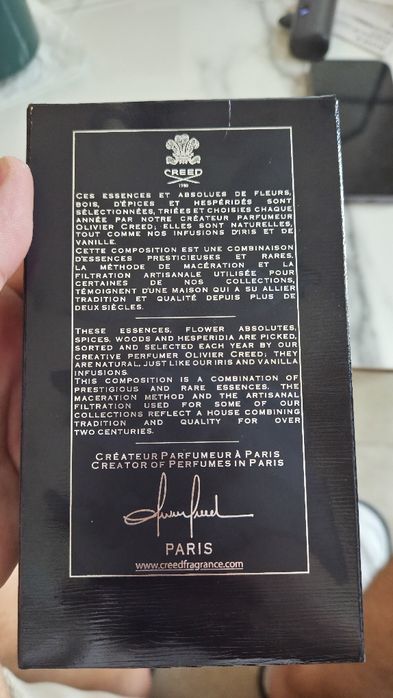 CREED
1760
CES ESSENCES ET ABSOLUES DE FLEURS,
BOIS, D'ÉPICES ET HESPÉRIDÉS SONT
SÉLECTIONNÉES, TRIÉES ET CHOISIES CHAQUE
ANNÉE PAR NOTRE CRÉATEUR PARFUMEUR
OLIVIER CREED; ELLES SONT NATURELLES,
TOUT COMME NOS INFUSIONS D'IRIS ET DE
VANILLE.
CETTE COMPOSITION EST UNE COMBINAISON
D'ESSENCES PRESTIGIEUSES ET RARES.
LA MÉTHODE DE MACÉRATION ET LA
FILTRATION ARTISANALE UTILISÉE POUR
CERTAINES DE NOS COLLECTIONS,
TÉMOIGNENT D'UNE MAISON QUI A SU ALLIER
TRADITION ET QUALITÉ DEPUIS PLUS DE
DEUX SIÈCLES.
THESE ESSENCES, FLOWER ABSOLUTES,
SPICES, WOODS AND HESPERIDIA ARE PICKED,
SORTED AND SELECTED EACH YEAR BY OUR
CREATIVE PERFUMER OLIVIER CREED; THEY
ARE NATURAL, JUST LIKE OUR IRIS AND VANILLA
INFUSIONS.
THIS COMPOSITION IS A COMBINATION OF
PRESTIGIOUS AND RARE ESSENCES. THE
MACERATION METHOD AND THE ARTISANAL
FILTRATION USED FOR SOME OF OUR
COLLECTIONS REFLECT A HOUSE COMBINING
TRADITION AND QUALITY FOR OVER
TWO CENTURIES.
CRÉATEUR PARFUMEUR À PARIS
CREATOR OF PERFUMES IN PARIS
PARIS
www.creedfragrance.com